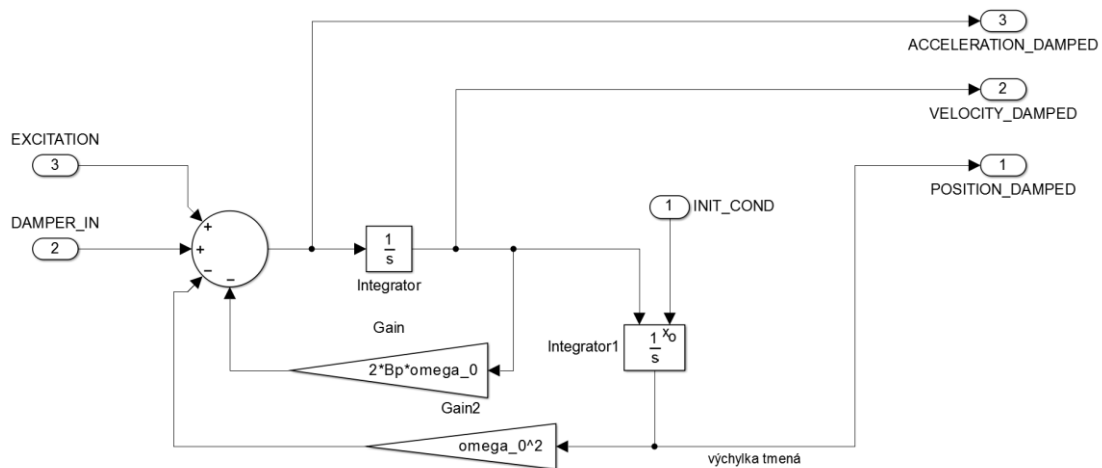 3
ACCELERATION_DAMPED
2
VELOCITY_DAMPED
EXCITATION
3
1
POSITION_DAMPED
1
INIT_COND
DAMPER_IN
2
+
+
−
−
1
s
Integrator
Gain
2*Bp*omega_0
Integrator1
1
s
xo
Gain2
omega_0^2
výchylka tmená